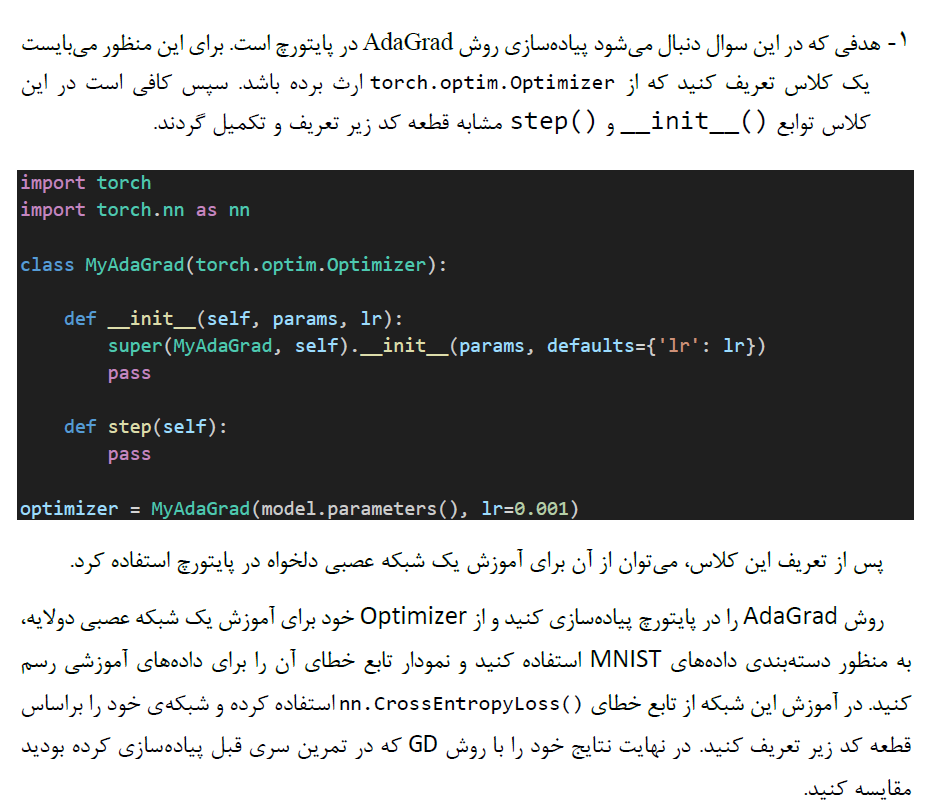 ۱- هدفی که در این سوال دنبال می‌شود پیاده‌سازی روش AdaGrad در پایتورچ است. برای این منظور می‌بایست
یک کلاس تعریف کنید که از torch.optim.Optimizer ارث برده باشد. سپس کافی است در این
کلاس توابع __init__() و step() مشابه قطعه کد زیر تعریف و تکمیل گردند.
import torch
import torch.nn as nn
class MyAdaGrad(torch.optim.Optimizer):
def __init__(self, params, lr):
super(MyAdaGrad, self).__init__(params, defaults={'lr': lr})
pass
def step(self):
pass
optimizer = MyAdaGrad(model.parameters(), lr=0.001)
پس از تعریف این کلاس، می‌توان از آن برای آموزش یک شبکه عصبی دلخواه در پایتورچ استفاده کرد.
روش AdaGrad را در پایتورچ پیاده‌سازی کنید و از Optimizer خود برای آموزش یک شبکه عصبی دولایه،
به منظور دسته‌بندی داده‌های MNIST استفاده کنید و نمودار تابع خطای آن را برای داده‌های آموزشی رسم
کنید. در آموزش این شبکه از تابع خطای nn.CrossEntropyLoss() استفاده کرده و شبکه‌ی خود را براساس
قطعه کد زیر تعریف کنید. در نهایت نتایج خود را با روش GD که در تمرین سری قبل پیاده‌سازی کرده بودید
مقایسه کنید.